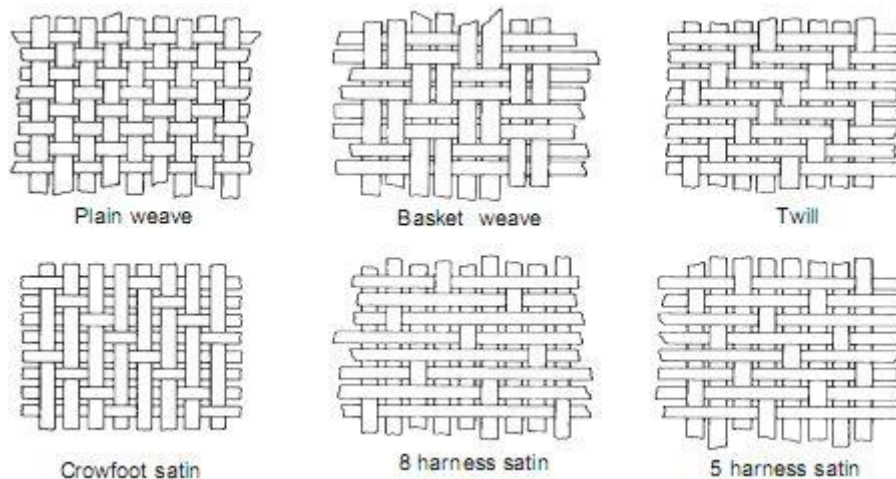 Plain weave
Basket weave
Twill
Crowfoot satin
8 harness satin
5 harness satin